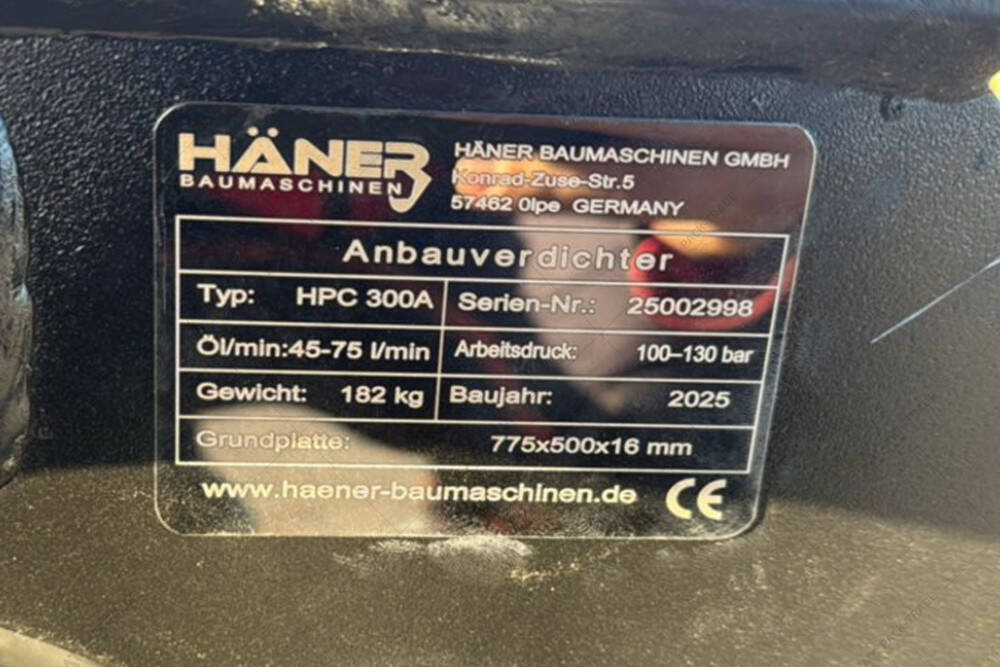 HÄNER
BAUMASCHINEN
HÄNER BAUMASCHINEN GMBH
Konrad-Zuse-Str.5
57462 Olpe GERMANY
Anbauverdichter
Typ: HPC 300A Serien-Nr.: 25002998
Öl/min:45-75 l/min Arbeitsdruck: 100–130 bar
Gewicht: 182 kg Baujahr: 2025
Grundplatte: 775x500x16 mm
www.haener-baumaschinen.de CE